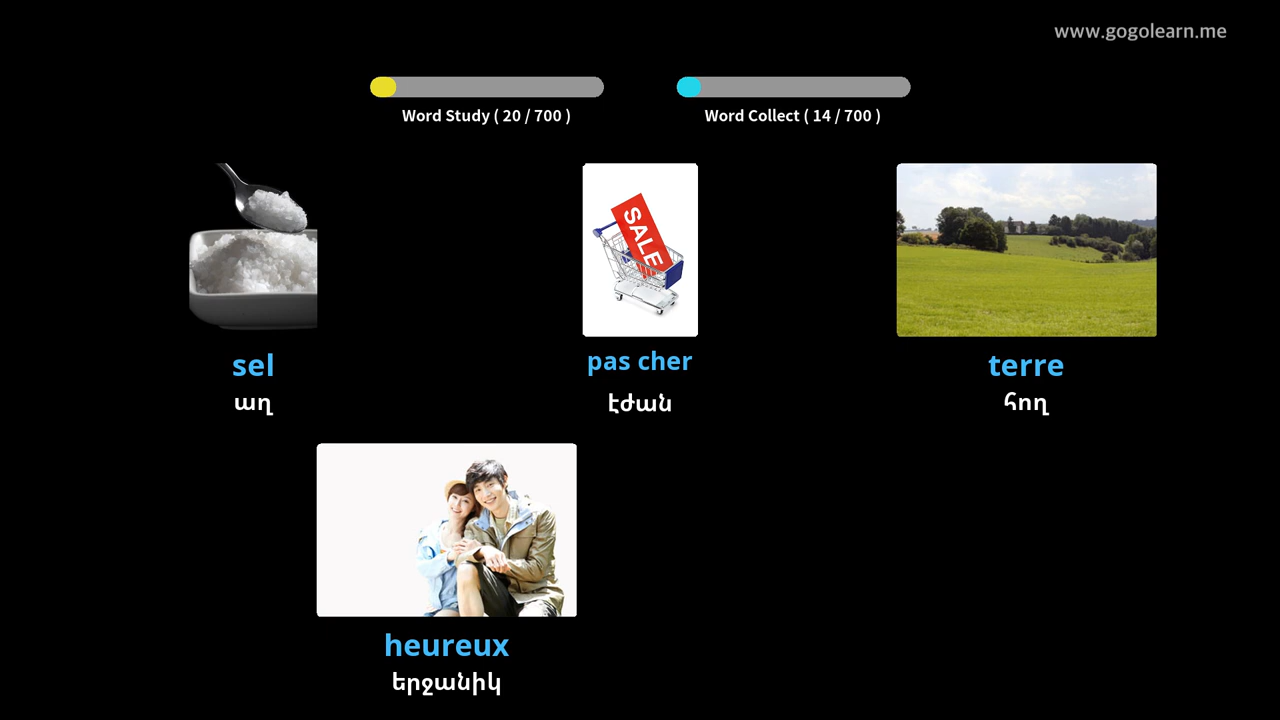 www.gogolearn.me
Word Study ( 20 / 700 )
Word Collect ( 14 / 700 )
SALE
sel
աղ
pas cher
էժան
terre
հող
heureux
երջանիկ